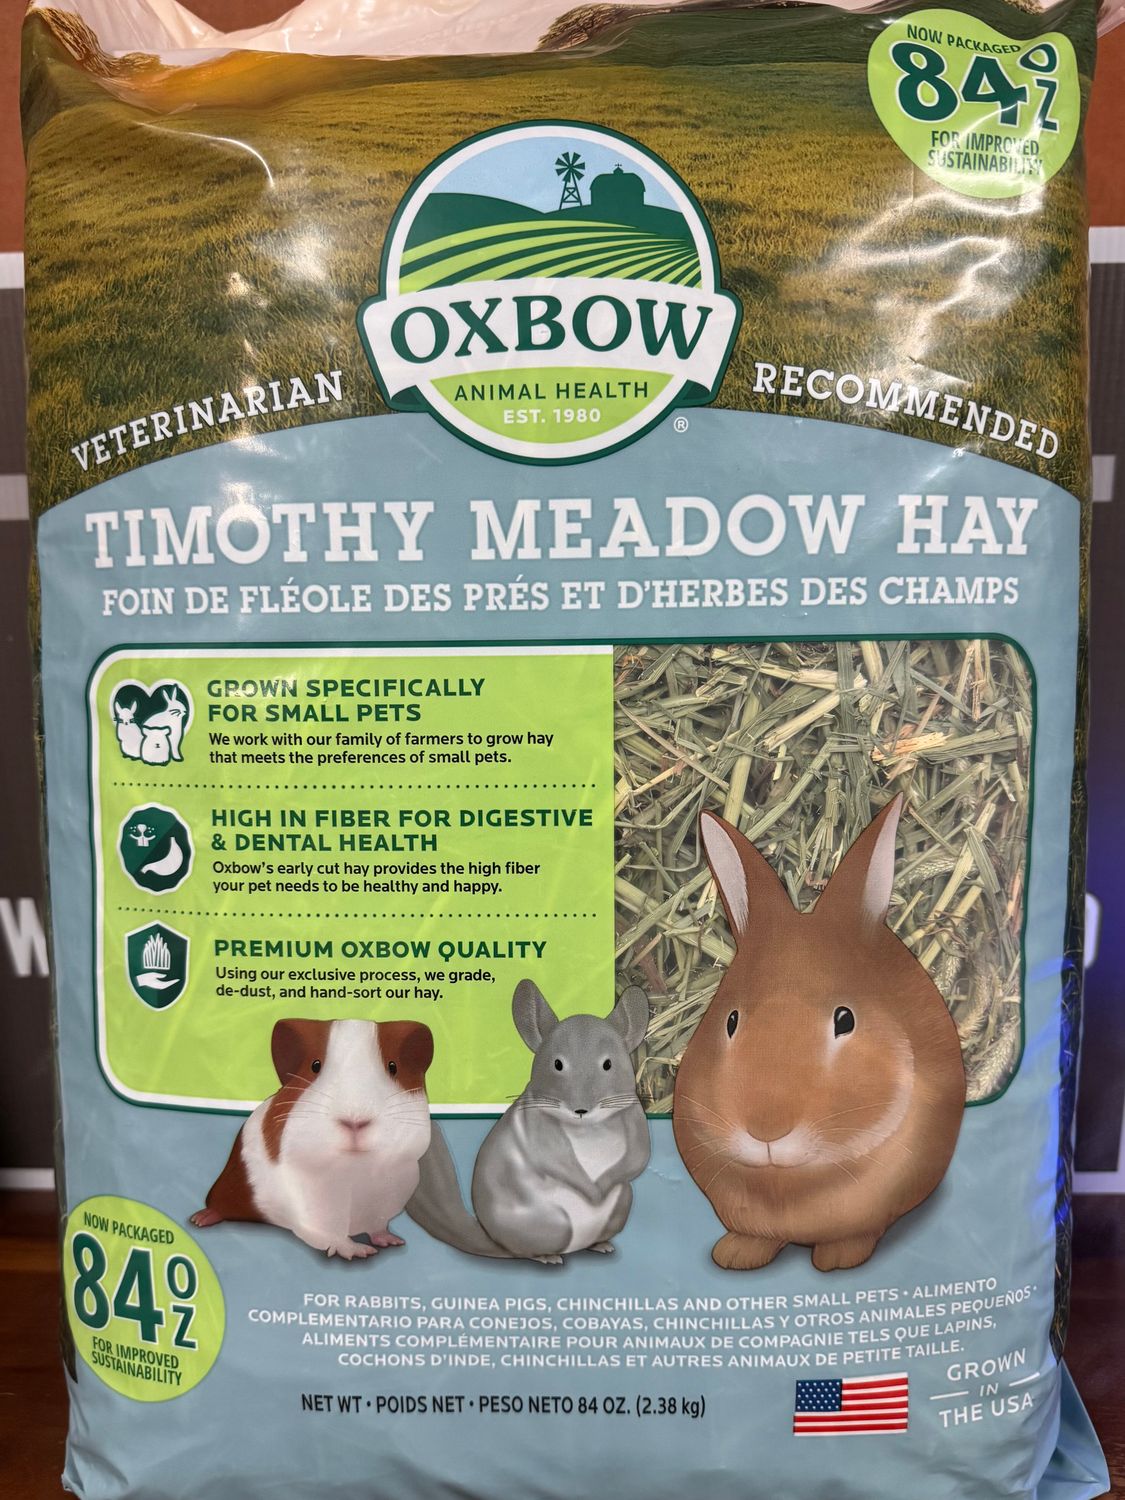 NOW PACKAGED
84 OZ
FOR IMPROVED
SUSTAINABILITY
OXBOW
ANIMAL HEALTH
EST. 1980
®
VETERINARIAN RECOMMENDED
TIMOTHY MEADOW HAY
FOIN DE FLÉOLE DES PRÉS ET D'HERBES DES CHAMPS
GROWN SPECIFICALLY
FOR SMALL PETS
We work with our family of farmers to grow hay
that meets the preferences of small pets.
HIGH IN FIBER FOR DIGESTIVE
& DENTAL HEALTH
Oxbow's early cut hay provides the high fiber
your pet needs to be healthy and happy.
PREMIUM OXBOW QUALITY
Using our exclusive process, we grade,
de-dust, and hand-sort our hay.
NOW PACKAGED
84 OZ
FOR IMPROVED
SUSTAINABILITY
FOR RABBITS, GUINEA PIGS, CHINCHILLAS AND OTHER SMALL PETS • ALIMENTO
COMPLEMENTARIO PARA CONEJOS, COBAYAS, CHINCHILLAS Y OTROS ANIMALES PEQUEÑOS •
ALIMENTS COMPLÉMENTAIRE POUR ANIMAUX DE COMPAGNIE TELS QUE LAPINS,
COCHONS D'INDE, CHINCHILLAS ET AUTRES ANIMAUX DE PETITE TAILLE.
NET WT • POIDS NET • PESO NETO 84 OZ. (2.38 kg)
GROWN
IN
THE USA